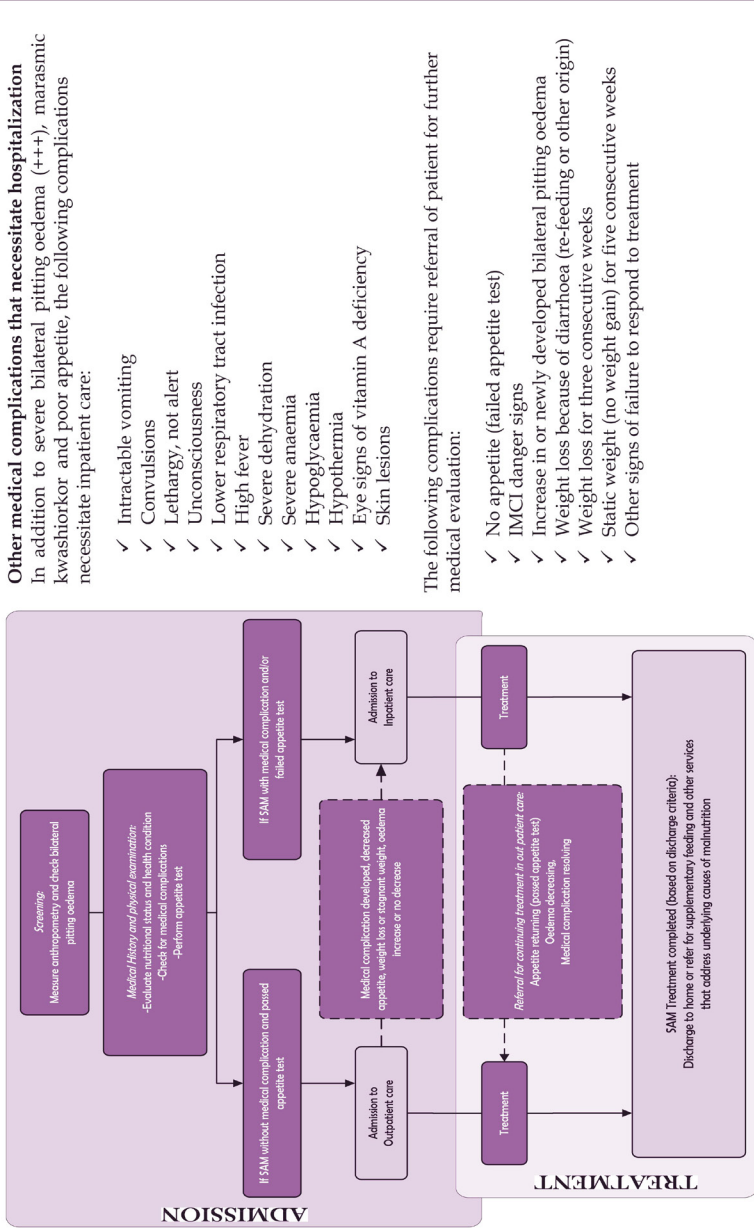 ADMISSION
Screening:
Measure anthropometry and check bilateral
pitting oedema
Medical History and physical examination:
-Evaluate nutritional status and health condition
-Check for medical complications
-Perform appetite test
If SAM without medical complication and passed
appetite test
If SAM with medical complication and/or
failed appetite test
Admission to
Outpatient care
Medical complication developed, decreased
appetite, weight loss or stagnant weight, oedema
increase or no decrease
Admission to
Inpatient care
TREATMENT
Treatment
Referral for continuing treatment in out patient care:
Appetite returning (passed appetite test)
Oedema decreasing,
Medical complication resolving
Treatment
SAM Treatment completed (based on discharge criteria):
Discharge to home or refer for supplementary feeding and other services
that address underlying causes of malnutrition
Other medical complications that necessitate hospitalization
In addition to severe bilateral pitting oedema (+++), marasmic
kwashiorkor and poor appetite, the following complications
necessitate inpatient care:
✓ Intractable vomiting
✓ Convulsions
✓ Lethargy, not alert
✓ Unconsciousness
✓ Lower respiratory tract infection
✓ High fever
✓ Severe dehydration
✓ Severe anaemia
✓ Hypoglycaemia
✓ Hypothermia
✓ Eye signs of vitamin A deficiency
✓ Skin lesions
The following complications require referral of patient for further
medical evaluation:
✓ No appetite (failed appetite test)
✓ IMCI danger signs
✓ Increase in or newly developed bilateral pitting oedema
✓ Weight loss because of diarrhoea (re-feeding or other origin)
✓ Weight loss for three consecutive weeks
✓ Static weight (no weight gain) for five consecutive weeks
✓ Other signs of failure to respond to treatment